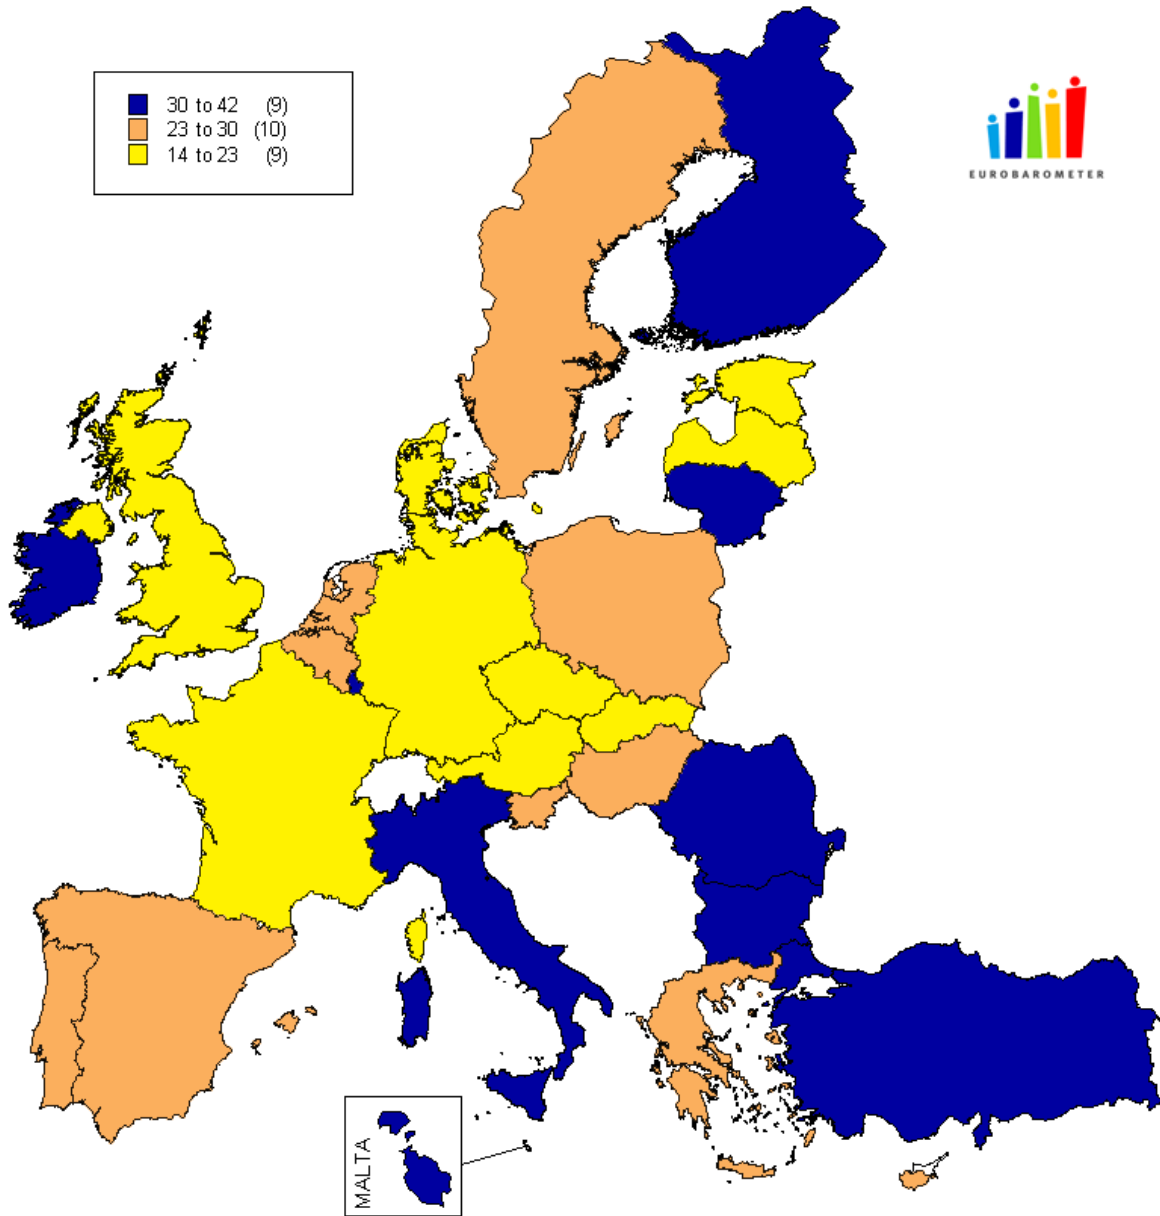 30 to 42 (9)
23 to 30 (10)
14 to 23 (9)
EUROBAROMETER
MALTA